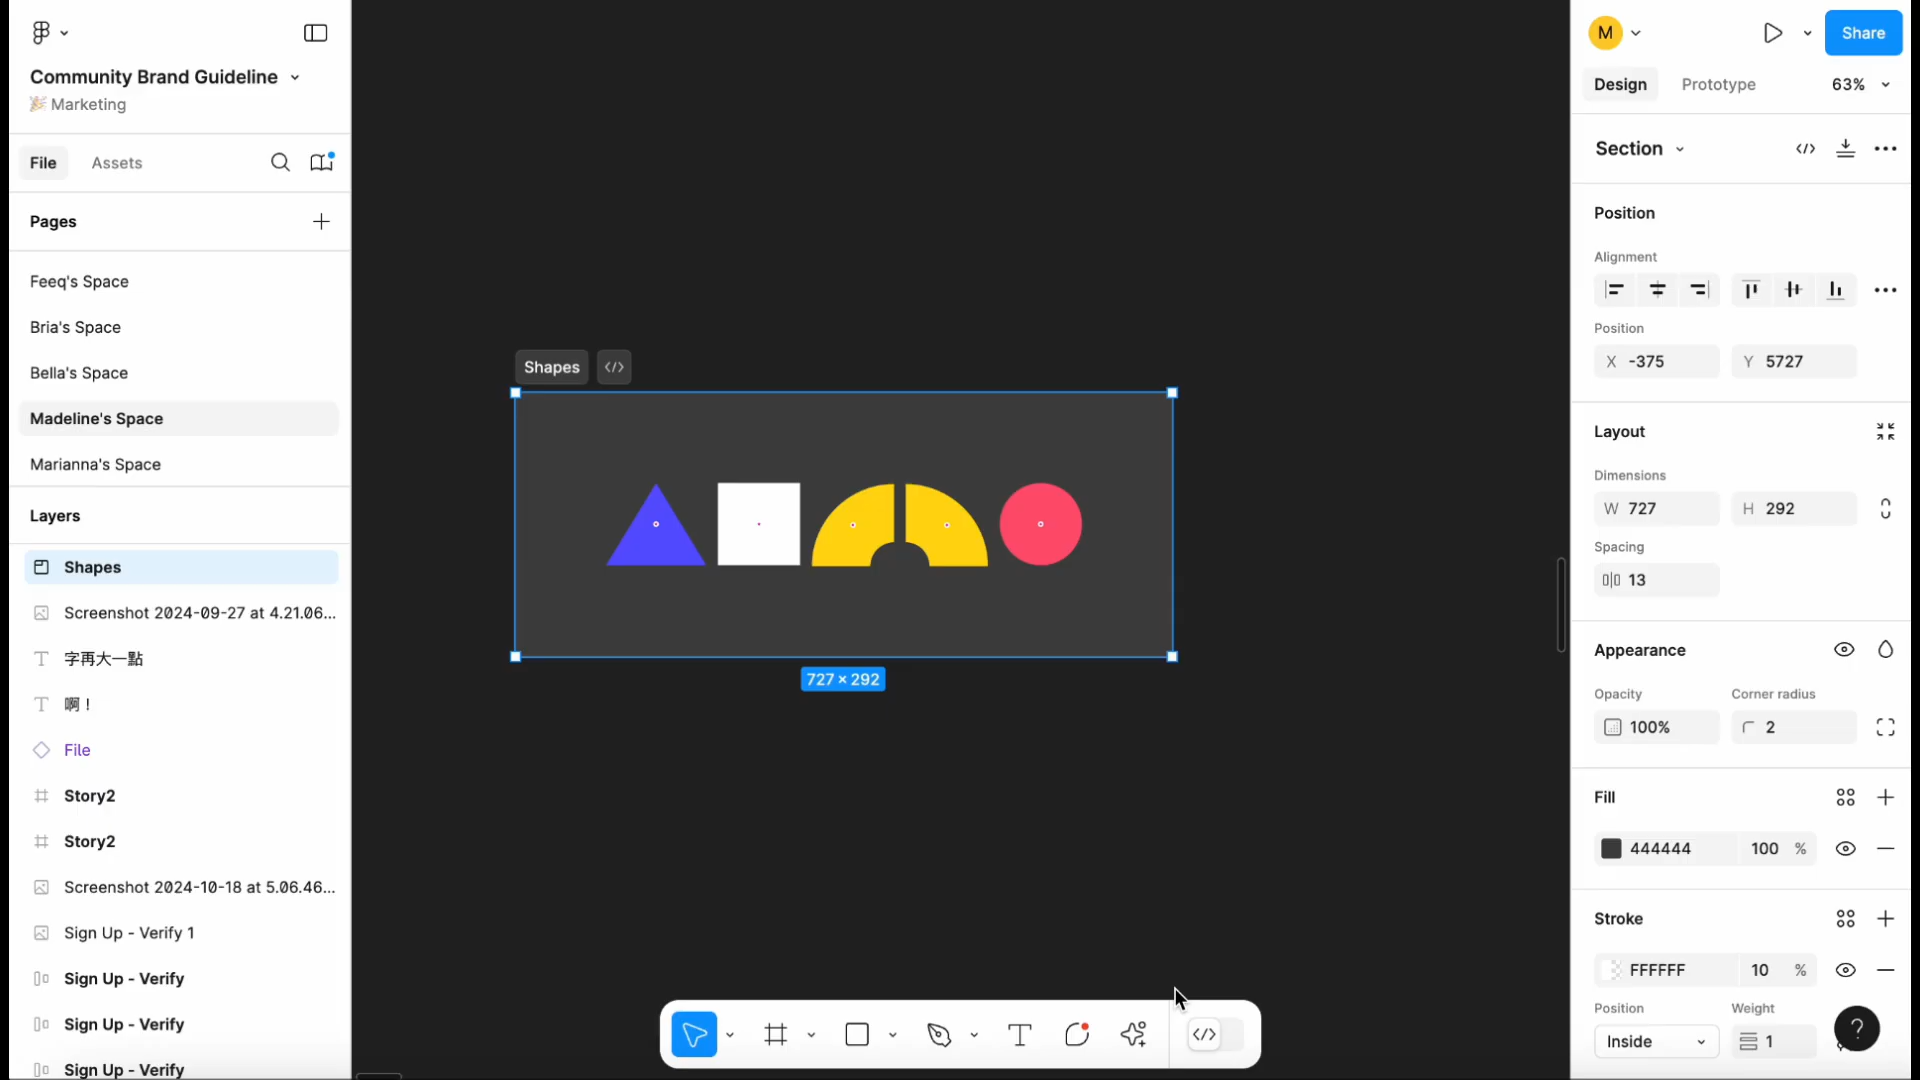 Community Brand Guideline
🎉 Marketing
File
Assets
Pages
Feeq's Space
Bria's Space
Bella's Space
Madeline's Space
Marianna's Space
Layers
Shapes
Screenshot 2024-09-27 at 4.21.06...
字再大一點
啊！
File
Story2
Story2
Screenshot 2024-10-18 at 5.06.46...
Sign Up - Verify 1
Sign Up - Verify
Sign Up - Verify
Sign Up - Verify
Shapes
</>
727 × 292
</>
M
Share
Design
Prototype
63%
Section
</>
Position
Alignment
Position
X -375
Y 5727
Layout
Dimensions
W 727
H 292
Spacing
13
Appearance
Opacity
Corner radius
100%
2
Fill
444444
100 %
Stroke
FFFFFF
10 %
Position
Weight
Inside
1
?